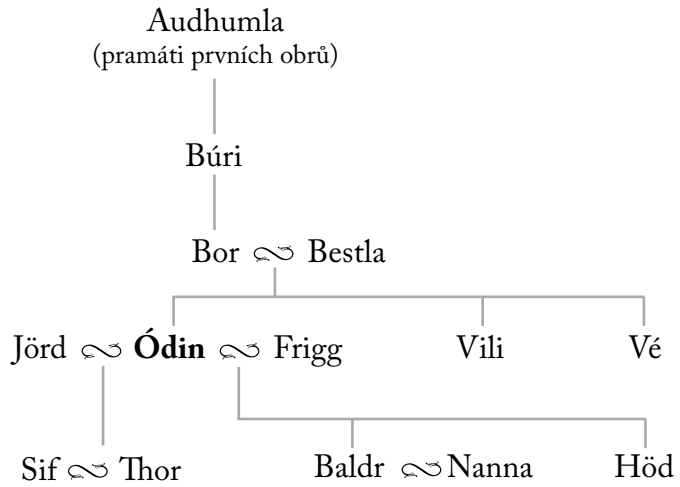 Audhumla
(pramáti prvních obrů)
Búri
Bor Bestla
Jörd Ódin Frigg Vili Vé
Sif Thor Baldr Nanna Höd